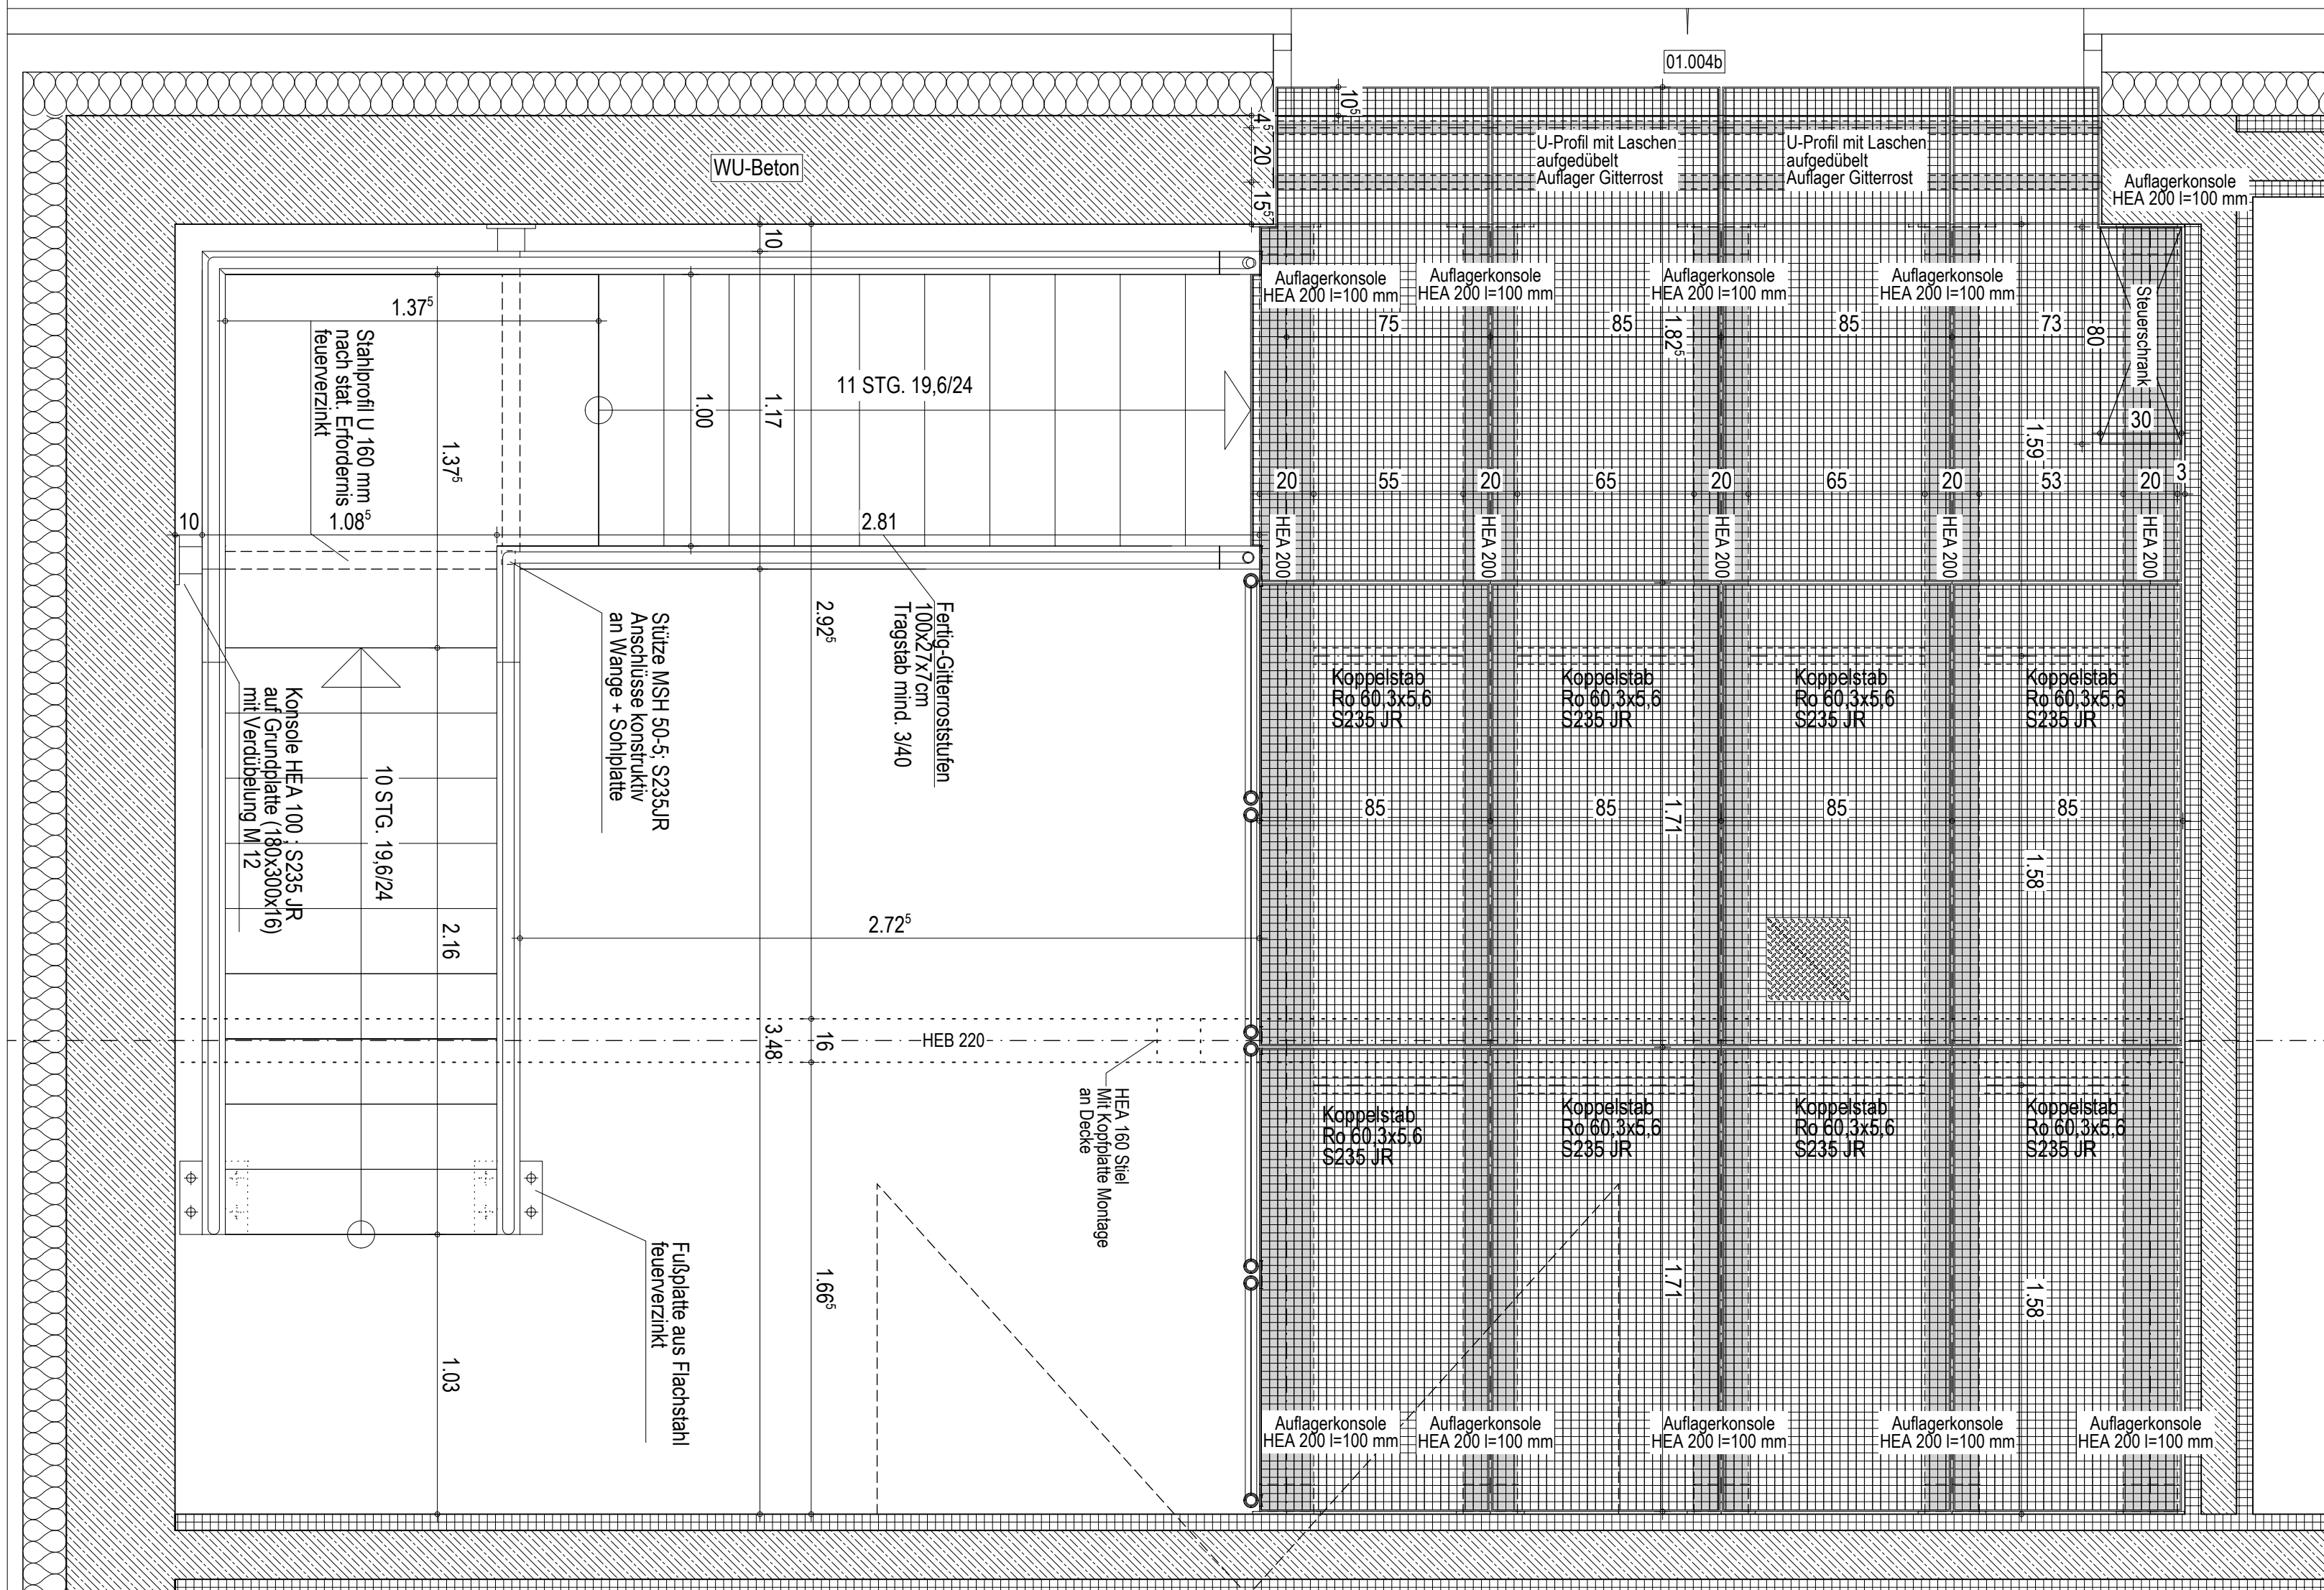 01.004b
10⁵
4⁵
20
15⁵
WU-Beton
U-Profil mit Laschen
aufgedübelt
Auflager Gitterrost
U-Profil mit Laschen
aufgedübelt
Auflager Gitterrost
Auflagerkonsole
HEA 200 l=100 mm
10
Auflagerkonsole
HEA 200 l=100 mm
Auflagerkonsole
HEA 200 l=100 mm
Auflagerkonsole
HEA 200 l=100 mm
Auflagerkonsole
HEA 200 l=100 mm
Steuerschrank
80
30
1.37⁵
75
85
1.82⁵
85
73
Stahlprofil U 160 mm
nach stat. Erfordernis
feuerverzinkt
1.37⁵
1.00
1.17
11 STG. 19,6/24
1.59
20
55
20
65
20
65
20
53
20
3
10
1.08⁵
2.81
HEA 200
HEA 200
HEA 200
HEA 200
HEA 200
Stütze MSH 50-5; S235JR
Anschlüsse konstruktiv
an Wange + Sohlplatte
2.92⁵
Fertig-Gitterroststufen
100x27x7cm
Tragstab mind. 3/40
Koppelstab
Ro 60,3x5,6
S235 JR
Koppelstab
Ro 60,3x5,6
S235 JR
Koppelstab
Ro 60,3x5,6
S235 JR
Koppelstab
Ro 60,3x5,6
S235 JR
Konsole HEA 100 ; S235 JR
auf Grundplatte (180x300x16)
mit Verdübelung M 12
10 STG. 19,6/24
2.16
85
85
1.71
85
85
1.58
2.72⁵
3.48
16
HEB 220
HEA 160 Stiel
Mit Kopfplatte Montage
an Decke
Koppelstab
Ro 60,3x5,6
S235 JR
Koppelstab
Ro 60,3x5,6
S235 JR
Koppelstab
Ro 60,3x5,6
S235 JR
Koppelstab
Ro 60,3x5,6
S235 JR
Fußplatte aus Flachstahl
feuerverzinkt
1.66⁵
1.71
1.58
1.03
Auflagerkonsole
HEA 200 l=100 mm
Auflagerkonsole
HEA 200 l=100 mm
Auflagerkonsole
HEA 200 l=100 mm
Auflagerkonsole
HEA 200 l=100 mm
Auflagerkonsole
HEA 200 l=100 mm